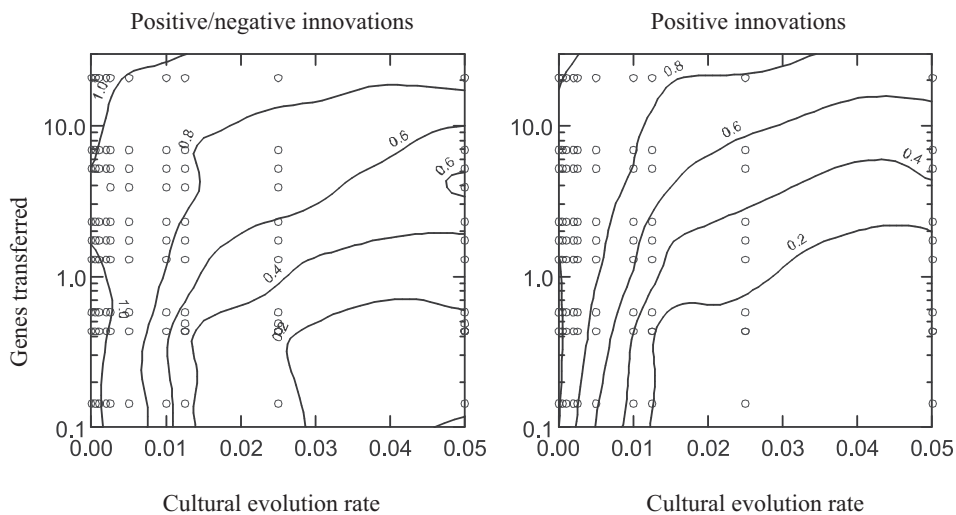 Positive/negative innovations
Positive innovations
Genes transferred
10.0
1.0
0.1
1.0
0.8
0.6
0.6
0.4
0.2
0.00 0.01 0.02 0.03 0.04 0.05
Cultural evolution rate
10.0
1.0
0.1
0.8
0.6
0.4
0.2
0.00 0.01 0.02 0.03 0.04 0.05
Cultural evolution rate